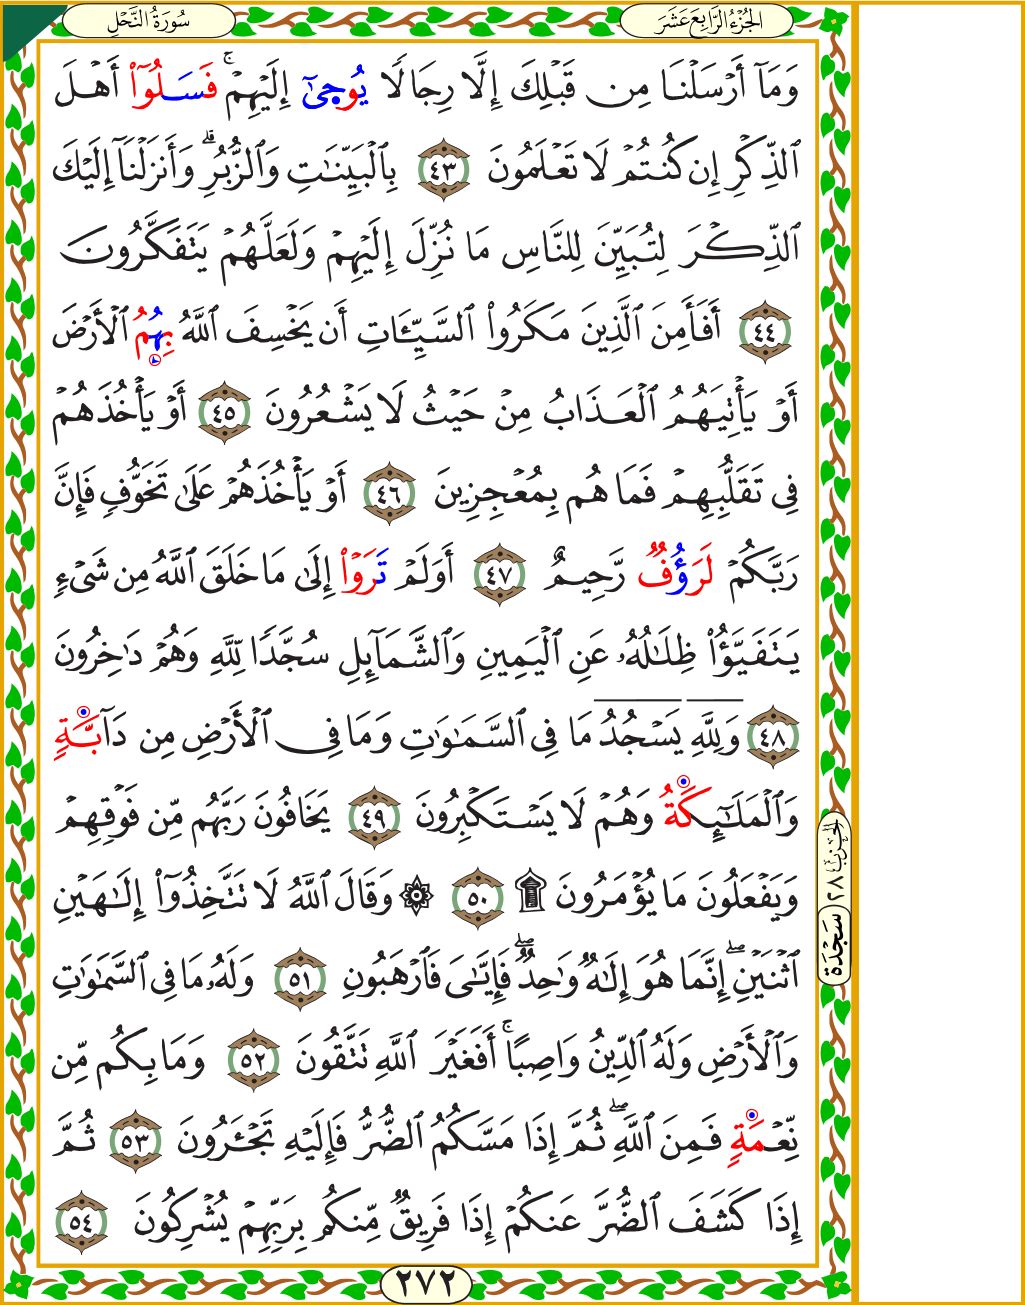 سُورَةُ النَّحْلِ
الجُزْءُ الرَّابِعَ عَشَرَ
وَمَآ أَرْسَلْنَا مِن قَبْلِكَ إِلَّا رِجَالًا يُوحَىٰٓ إِلَيْهِمْ ۚ فَسَلُوٓا۟ أَهْلَ
ٱلذِّكْرِ إِن كُنتُمْ لَا تَعْلَمُونَ ٤٣ بِٱلْبَيِّنَـٰتِ وَٱلزُّبُرِ ۗ وَأَنزَلْنَآ إِلَيْكَ
ٱلذِّكْرَ لِتُبَيِّنَ لِلنَّاسِ مَا نُزِّلَ إِلَيْهِمْ وَلَعَلَّهُمْ يَتَفَكَّرُونَ
٤٤ أَفَأَمِنَ ٱلَّذِينَ مَكَرُوا۟ ٱلسَّيِّـَٔاتِ أَن يَخْسِفَ ٱللَّهُ بِهِمُ ٱلْأَرْضَ
أَوْ يَأْتِيَهُمُ ٱلْعَذَابُ مِنْ حَيْثُ لَا يَشْعُرُونَ ٤٥ أَوْ يَأْخُذَهُمْ
فِى تَقَلُّبِهِمْ فَمَا هُم بِمُعْجِزِينَ ٤٦ أَوْ يَأْخُذَهُمْ عَلَىٰ تَخَوُّفٍ فَإِنَّ
رَبَّكُمْ لَرَؤُفٌ رَّحِيمٌ ٤٧ أَوَلَمْ تَرَوْا۟ إِلَىٰ مَا خَلَقَ ٱللَّهُ مِن شَىْءٍ
يَتَفَيَّؤُا۟ ظِلَـٰلُهُۥ عَنِ ٱلْيَمِينِ وَٱلشَّمَآئِلِ سُجَّدًا لِّلَّهِ وَهُمْ دَٰخِرُونَ
٤٨ وَلِلَّهِ يَسْجُدُ مَا فِى ٱلسَّمَـٰوَٰتِ وَمَا فِى ٱلْأَرْضِ مِن دَآبَّةٍ
وَٱلْمَلَـٰٓئِكَةُ وَهُمْ لَا يَسْتَكْبِرُونَ ٤٩ يَخَافُونَ رَبَّهُم مِّن فَوْقِهِمْ
وَيَفْعَلُونَ مَا يُؤْمَرُونَ ۩ ٥٠ ۞ وَقَالَ ٱللَّهُ لَا تَتَّخِذُوٓا۟ إِلَـٰهَيْنِ
ٱثْنَيْنِ ۖ إِنَّمَا هُوَ إِلَـٰهٌ وَٰحِدٌ ۖ فَإِيَّـٰىَ فَٱرْهَبُونِ ٥١ وَلَهُۥ مَا فِى ٱلسَّمَـٰوَٰتِ
وَٱلْأَرْضِ وَلَهُ ٱلدِّينُ وَاصِبًا ۚ أَفَغَيْرَ ٱللَّهِ تَتَّقُونَ ٥٢ وَمَا بِكُم مِّن
نِّعْمَةٍ فَمِنَ ٱللَّهِ ۖ ثُمَّ إِذَا مَسَّكُمُ ٱلضُّرُّ فَإِلَيْهِ تَجْـَٔرُونَ ٥٣ ثُمَّ
إِذَا كَشَفَ ٱلضُّرَّ عَنكُمْ إِذَا فَرِيقٌ مِّنكُم بِرَبِّهِمْ يُشْرِكُونَ ٥٤
الحِزْبُ ٢٨
سَجْدَة
٢٧٢